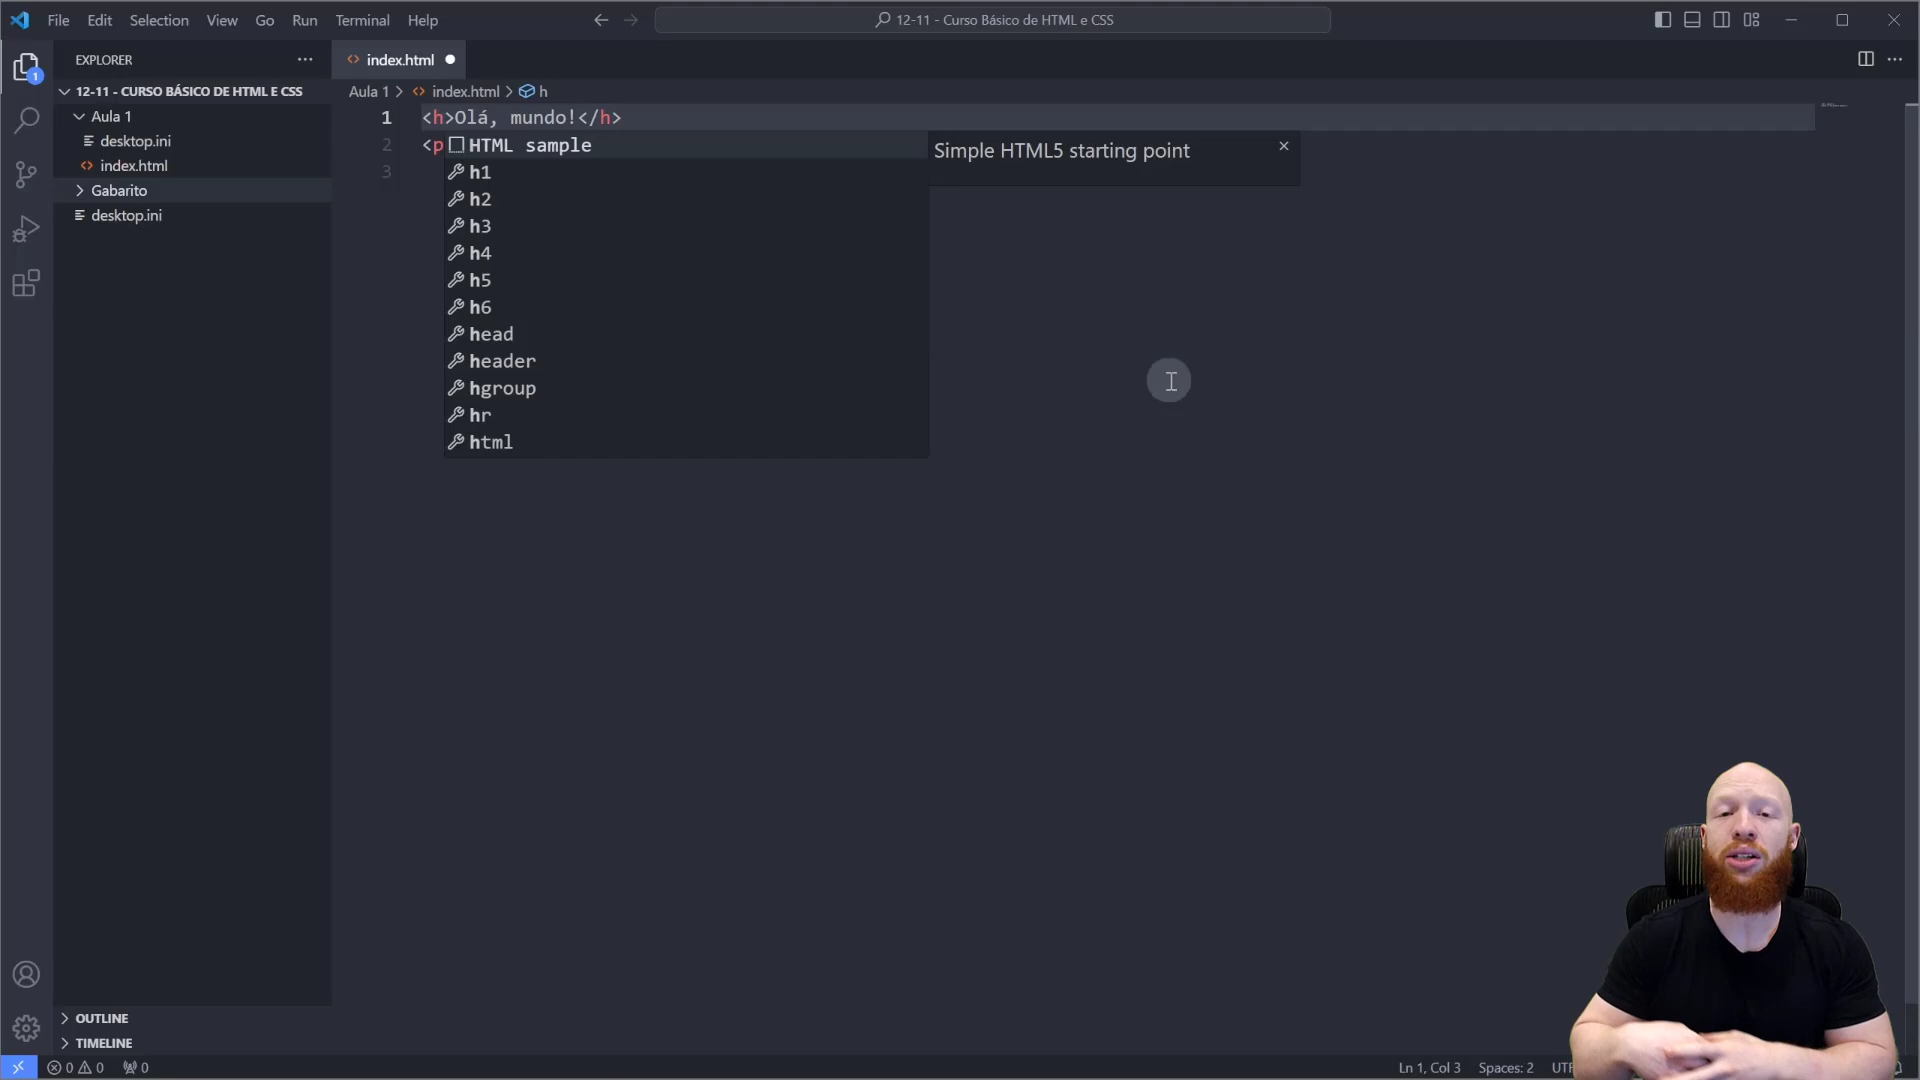 File Edit Selection View Go Run Terminal Help
12-11 - Curso Básico de HTML e CSS
EXPLORER
index.html
12-11 - CURSO BÁSICO DE HTML E CSS
Aula 1 > index.html > h
Aula 1
desktop.ini
index.html
Gabarito
desktop.ini
1 <h>Olá, mundo!</h>
2 <p
3
HTML sample
Simple HTML5 starting point
h1
h2
h3
h4
h5
h6
head
header
hgroup
hr
html
1
OUTLINE
TIMELINE
0 0 0
Ln 1, Col 3 Spaces: 2